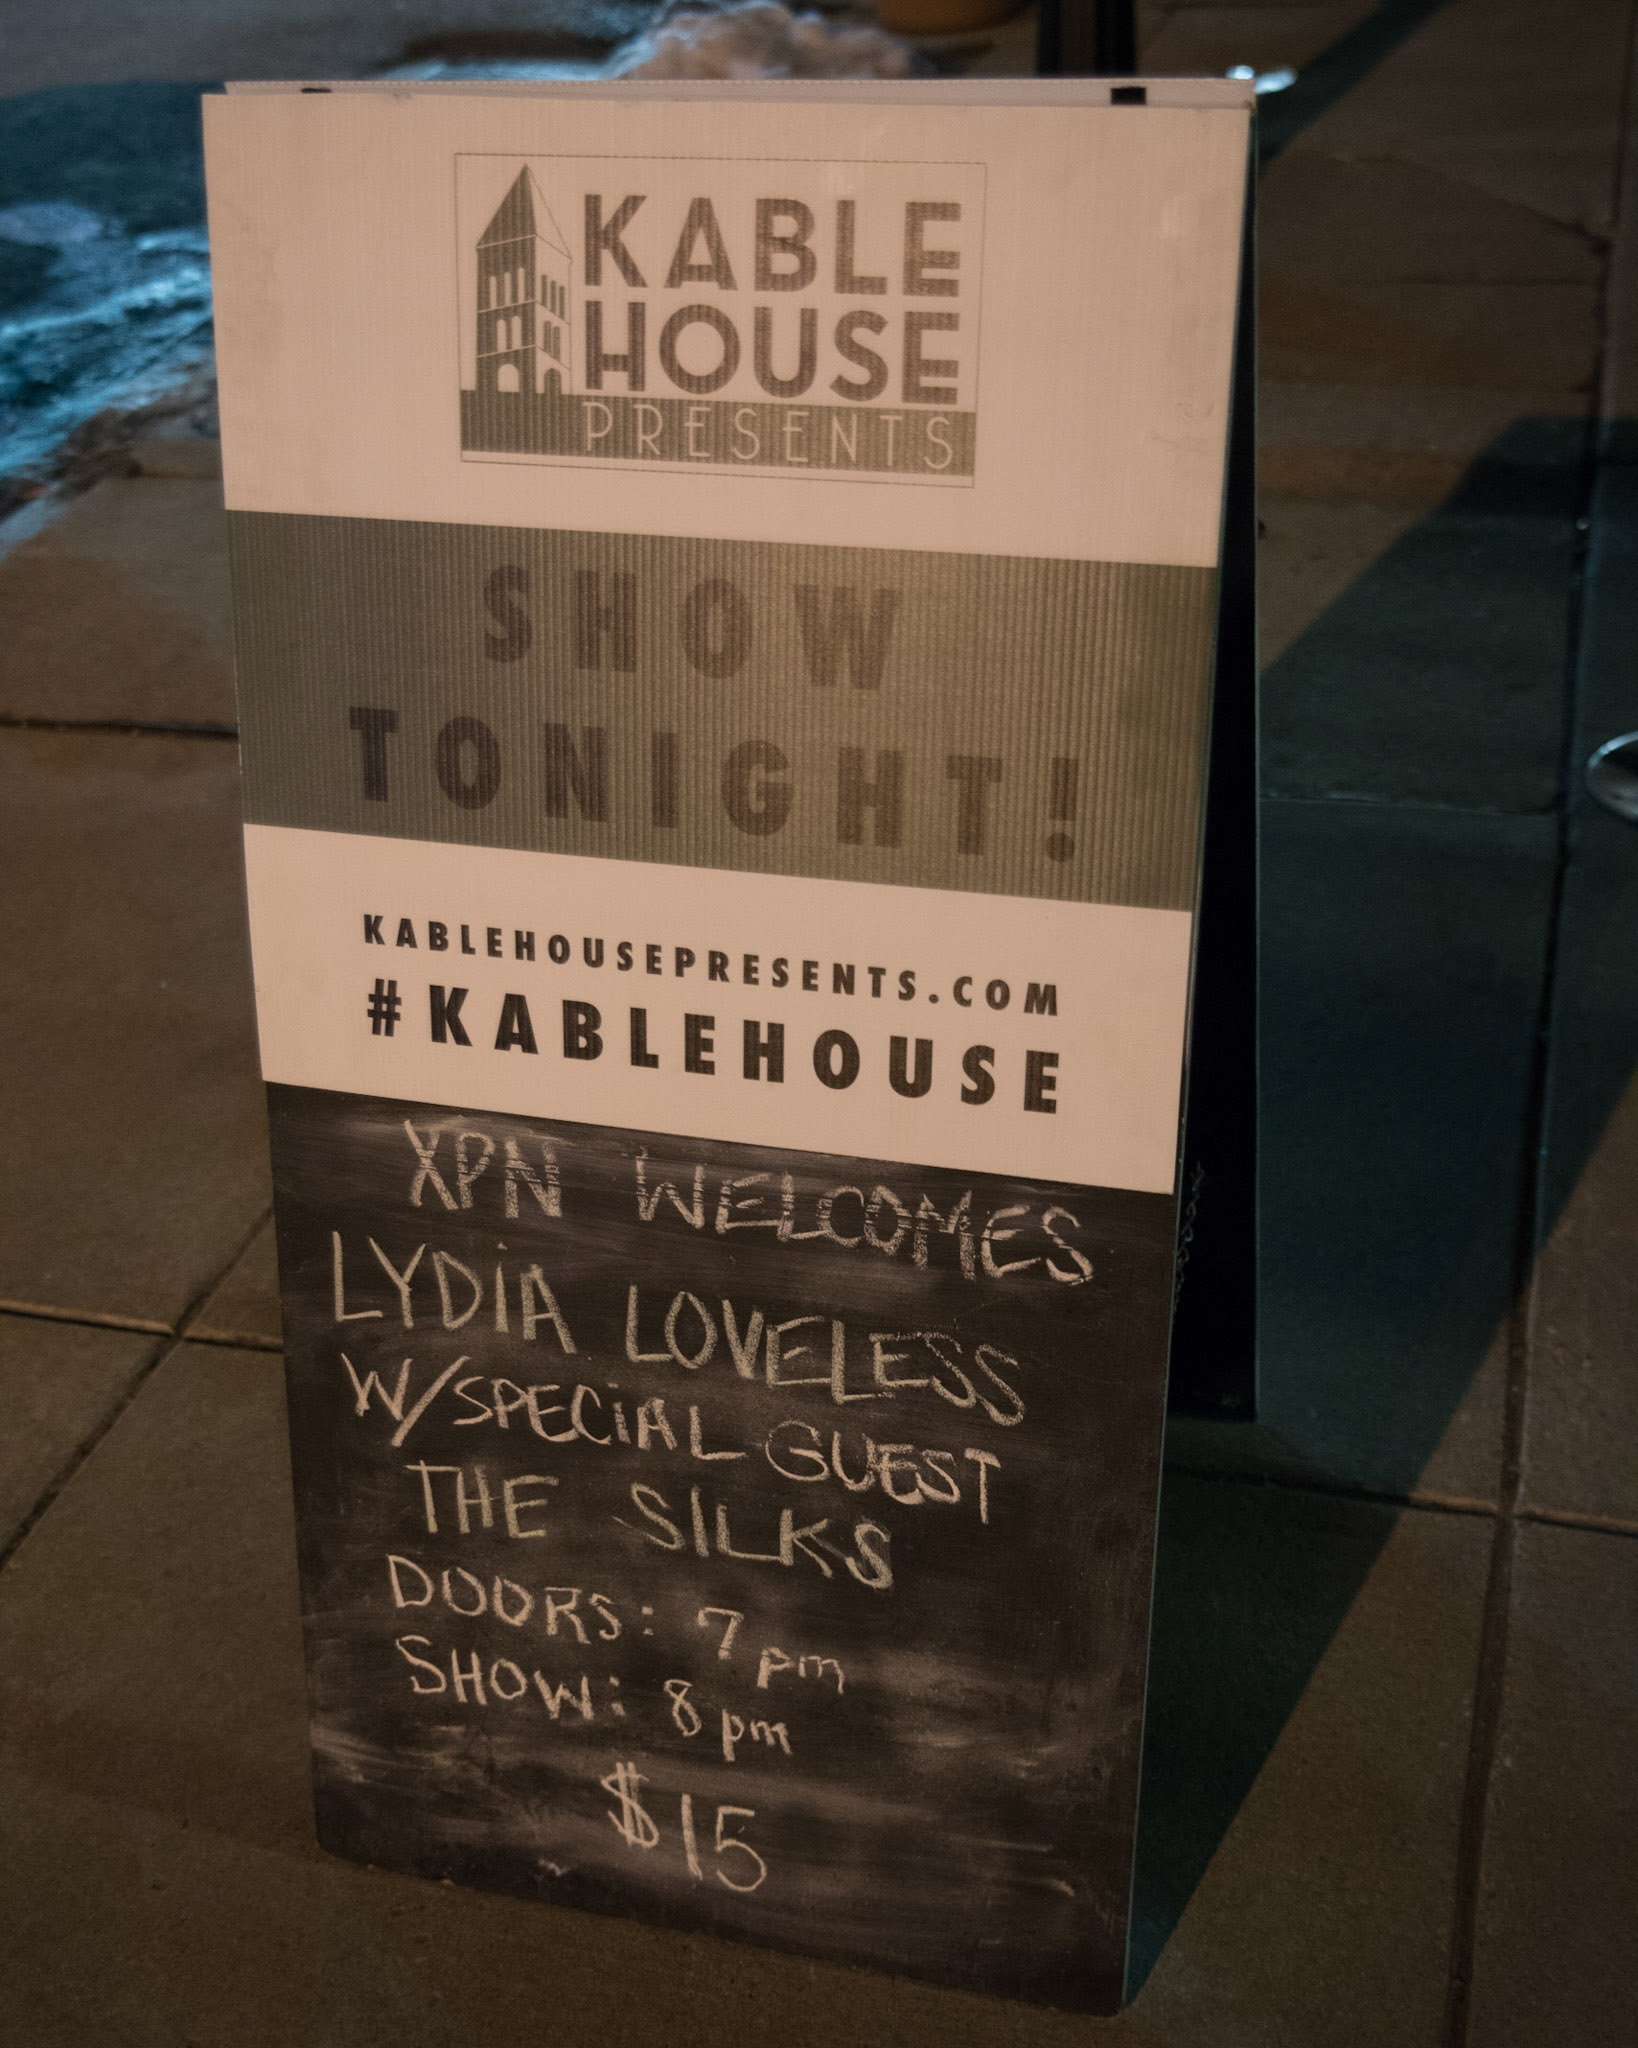 KABLE
HOUSE
PRESENTS
SHOW
TONIGHT!
KABLEHOUSEPRESENTS.COM
#KABLEHOUSE
XPN WELCOMES
LYDiA LOVELESS
W/SPECiAL GUEST
THE SILKS
DOORS: 7pm
SHOW: 8pm
$15